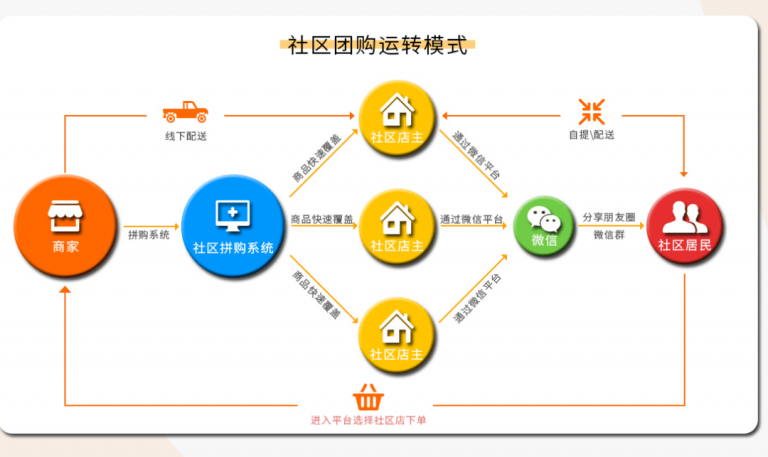 社区团购运转模式
线下配送
社区店主
自提\配送
商品快速覆盖
通过微信平台
商家
拼购系统
社区拼购系统
商品快速覆盖
社区店主
通过微信平台
微信
分享朋友圈
微信群
社区居民
商品快速覆盖
社区店主
通过微信平台
进入平台选择社区店下单